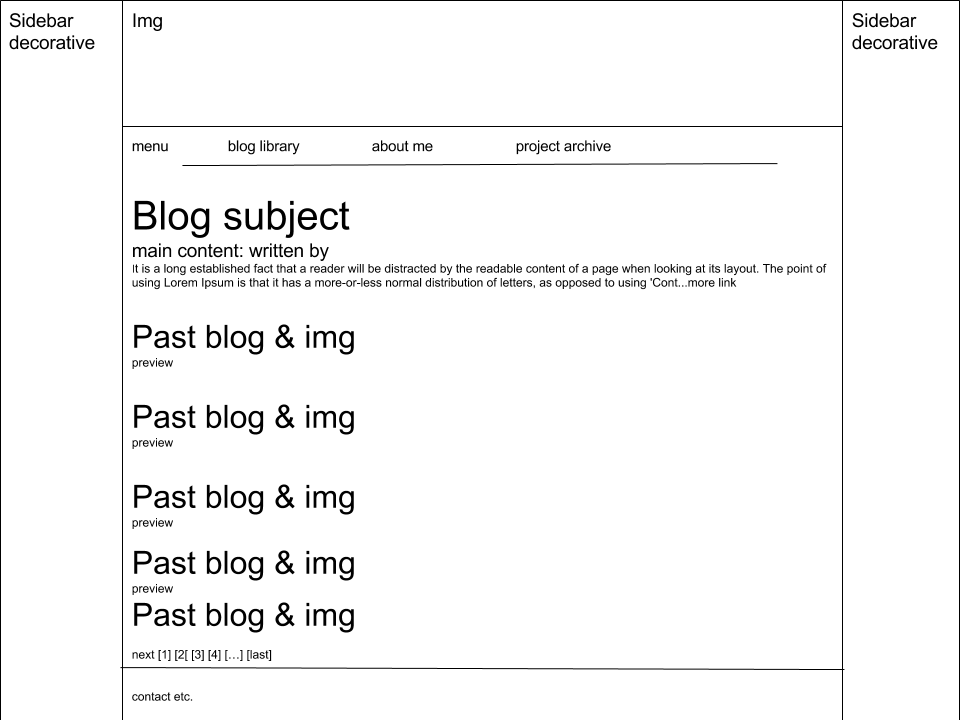 Sidebar
decorative
Img
Sidebar
decorative
menu blog library about me project archive
Blog subject
main content: written by
It is a long established fact that a reader will be distracted by the readable content of a page when looking at its layout. The point of
using Lorem Ipsum is that it has a more-or-less normal distribution of letters, as opposed to using 'Cont...more link
Past blog & img
preview
Past blog & img
preview
Past blog & img
preview
Past blog & img
preview
Past blog & img
next [1] [2[ [3] [4] […] [last]
contact etc.